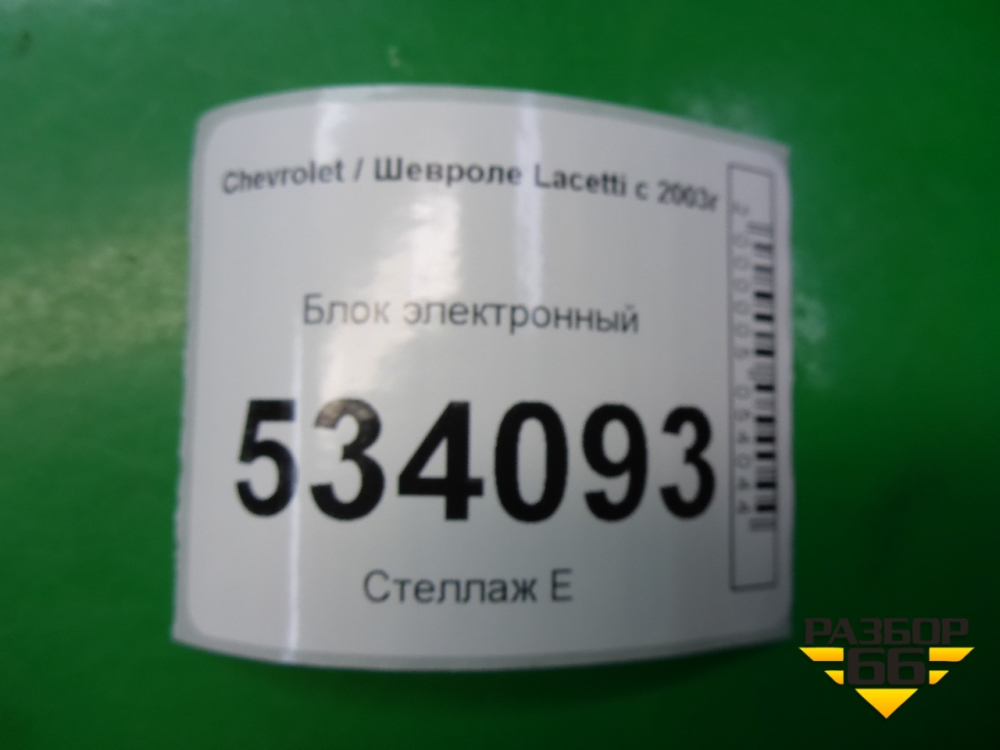 Chevrolet / Шевроле Lacetti с 2003г
Блок электронный
534093
Стеллаж Е
РАЗБОР
66